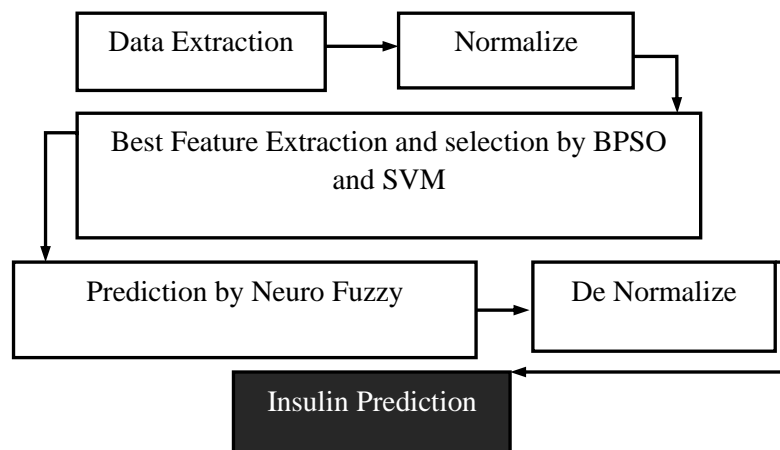 Data Extraction
Normalize
Best Feature Extraction and selection by BPSO
and SVM
Prediction by Neuro Fuzzy
De Normalize
Insulin Prediction